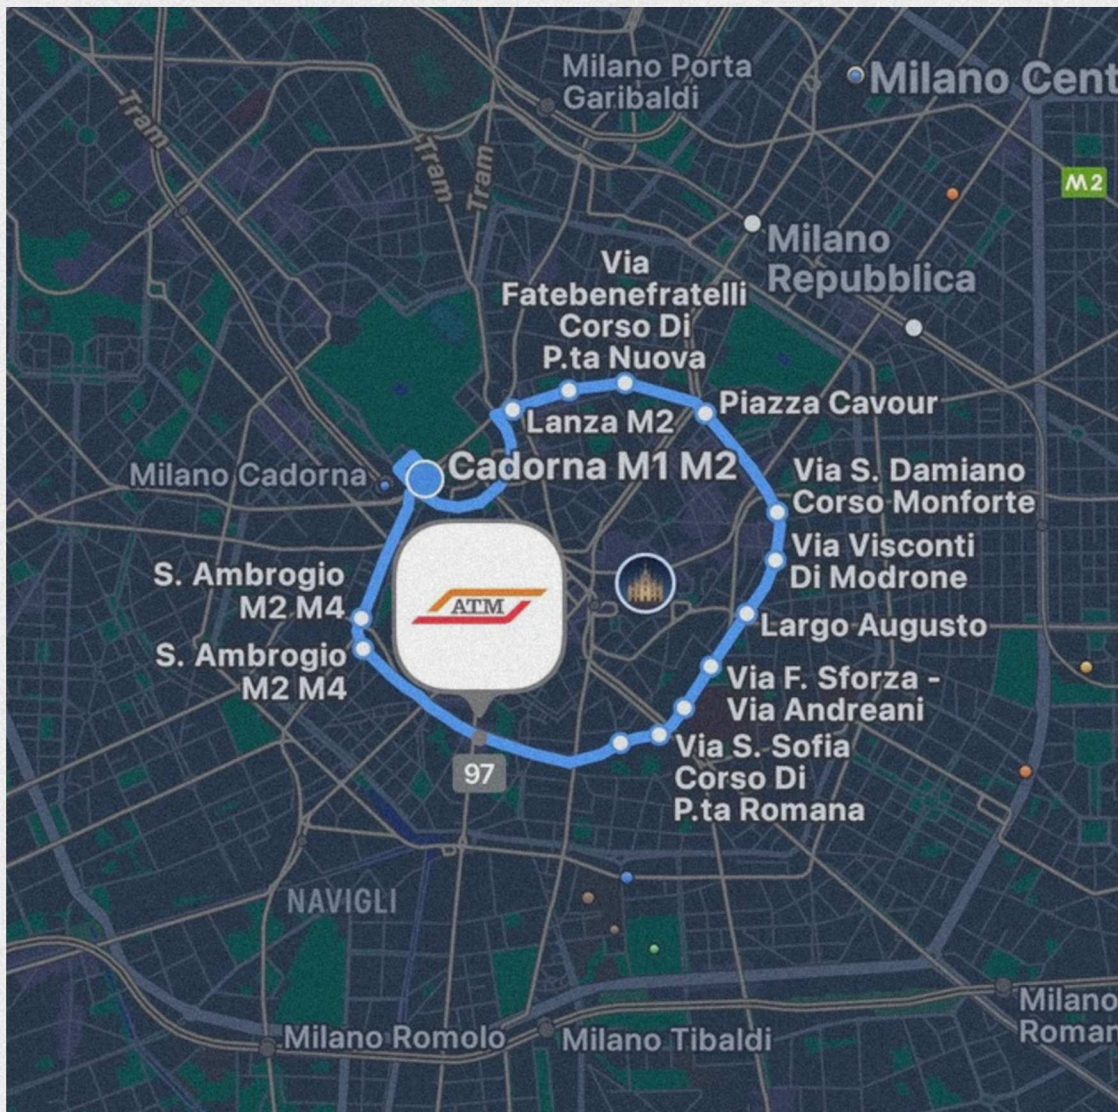 Milano Porta
Garibaldi
Milano Cent
Tram
Tram
Tram
M2
Milano
Repubblica
Via
Fatebenefratelli
Corso Di
P.ta Nuova
Piazza Cavour
Lanza M2
Milano Cadorna
Cadorna M1 M2
Via S. Damiano
Corso Monforte
Via Visconti
Di Modrone
S. Ambrogio
M2 M4
ATM
Largo Augusto
S. Ambrogio
M2 M4
Via F. Sforza -
Via Andreani
Via S. Sofia
Corso Di
P.ta Romana
97
NAVIGLI
Milano Romolo
Milano Tibaldi
Milano
Romar